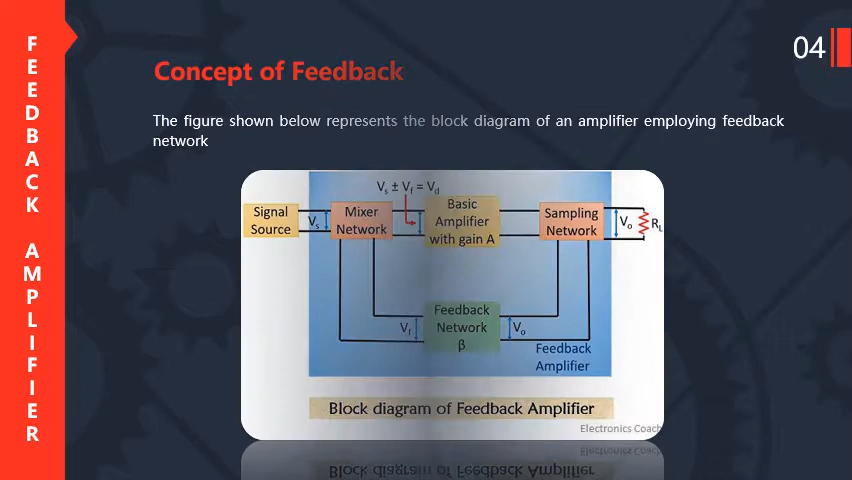 FEEDBACK AMPLIFIER
04
Concept of Feedback
The figure shown below represents the block diagram of an amplifier employing feedback
network
Vs ± Vf = Vd
Signal
Source
Vs
Mixer
Network
Basic
Amplifier
with gain A
Sampling
Network
Vo
RL
Vf
Feedback
Network
β
Vo
Feedback
Amplifier
Block diagram of Feedback Amplifier
Electronics Coach